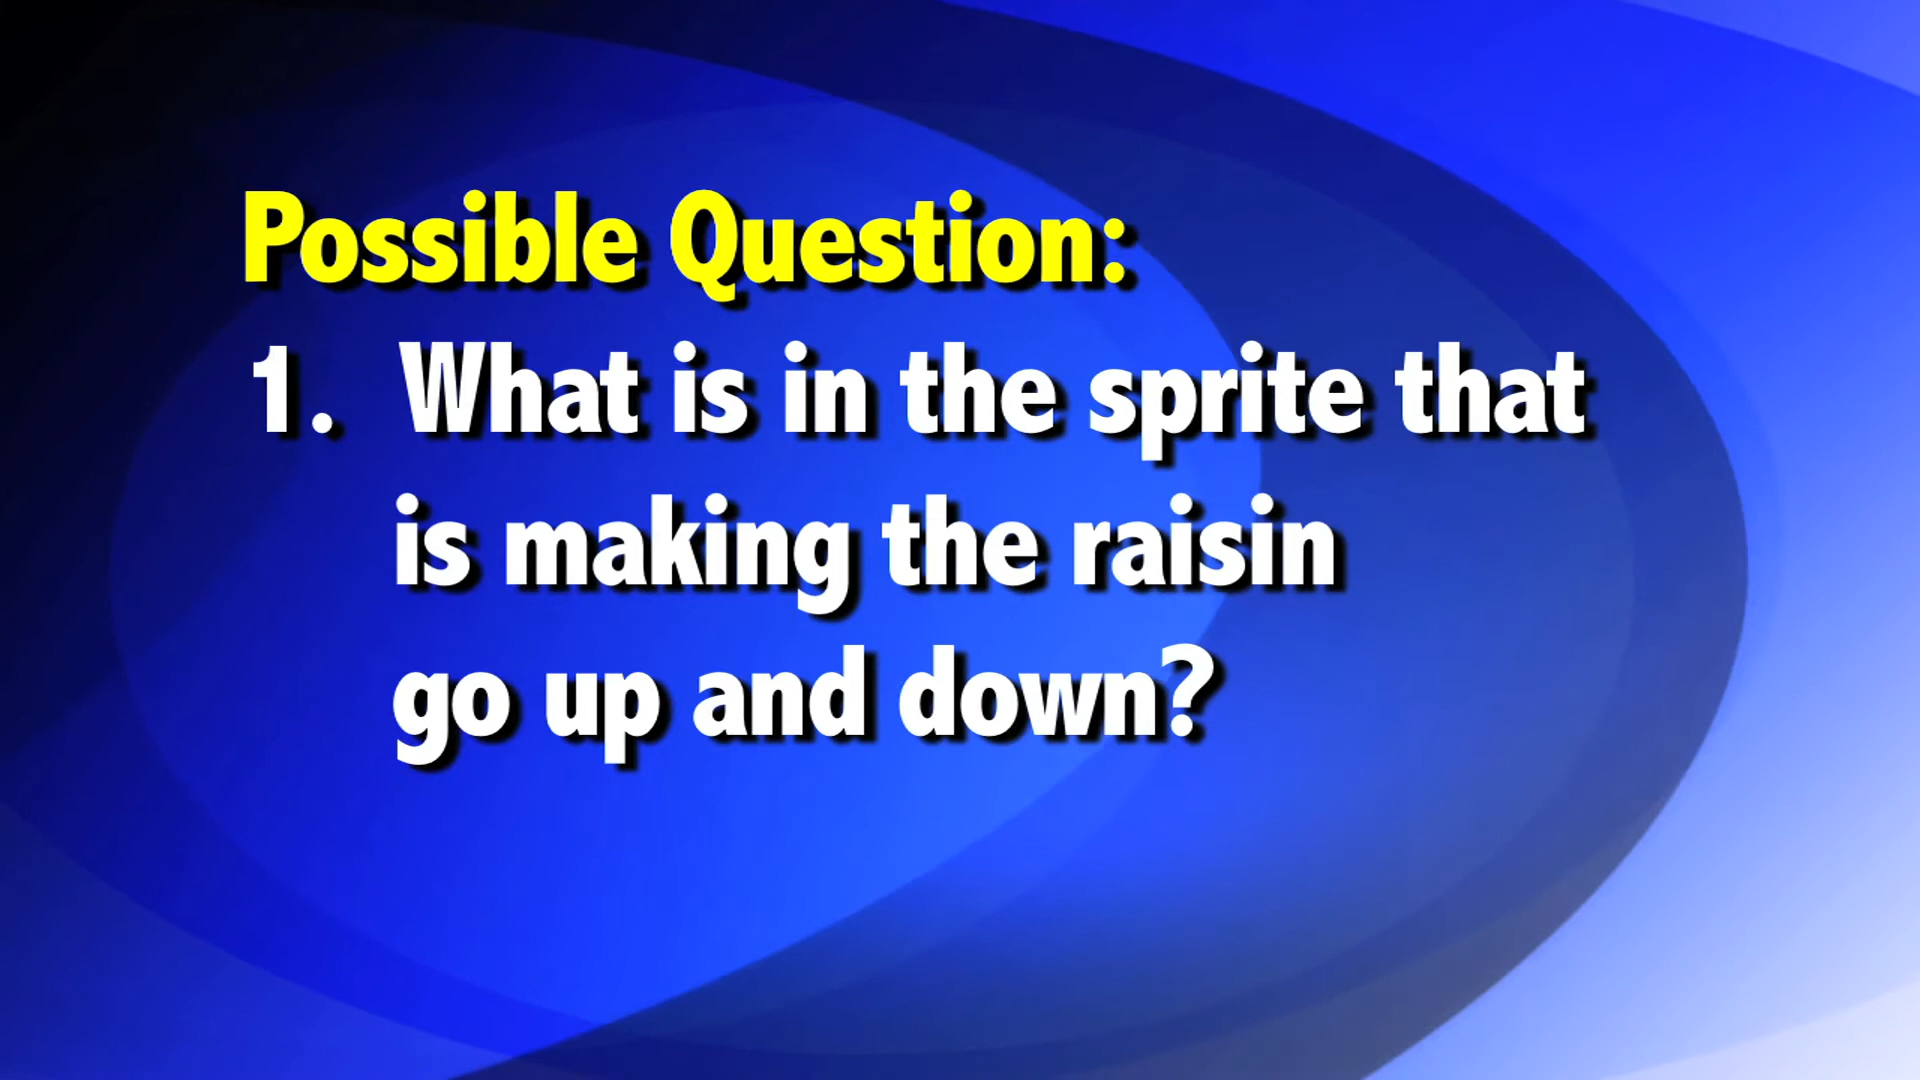 Possible Question:
1. What is in the sprite that
is making the raisin
go up and down?